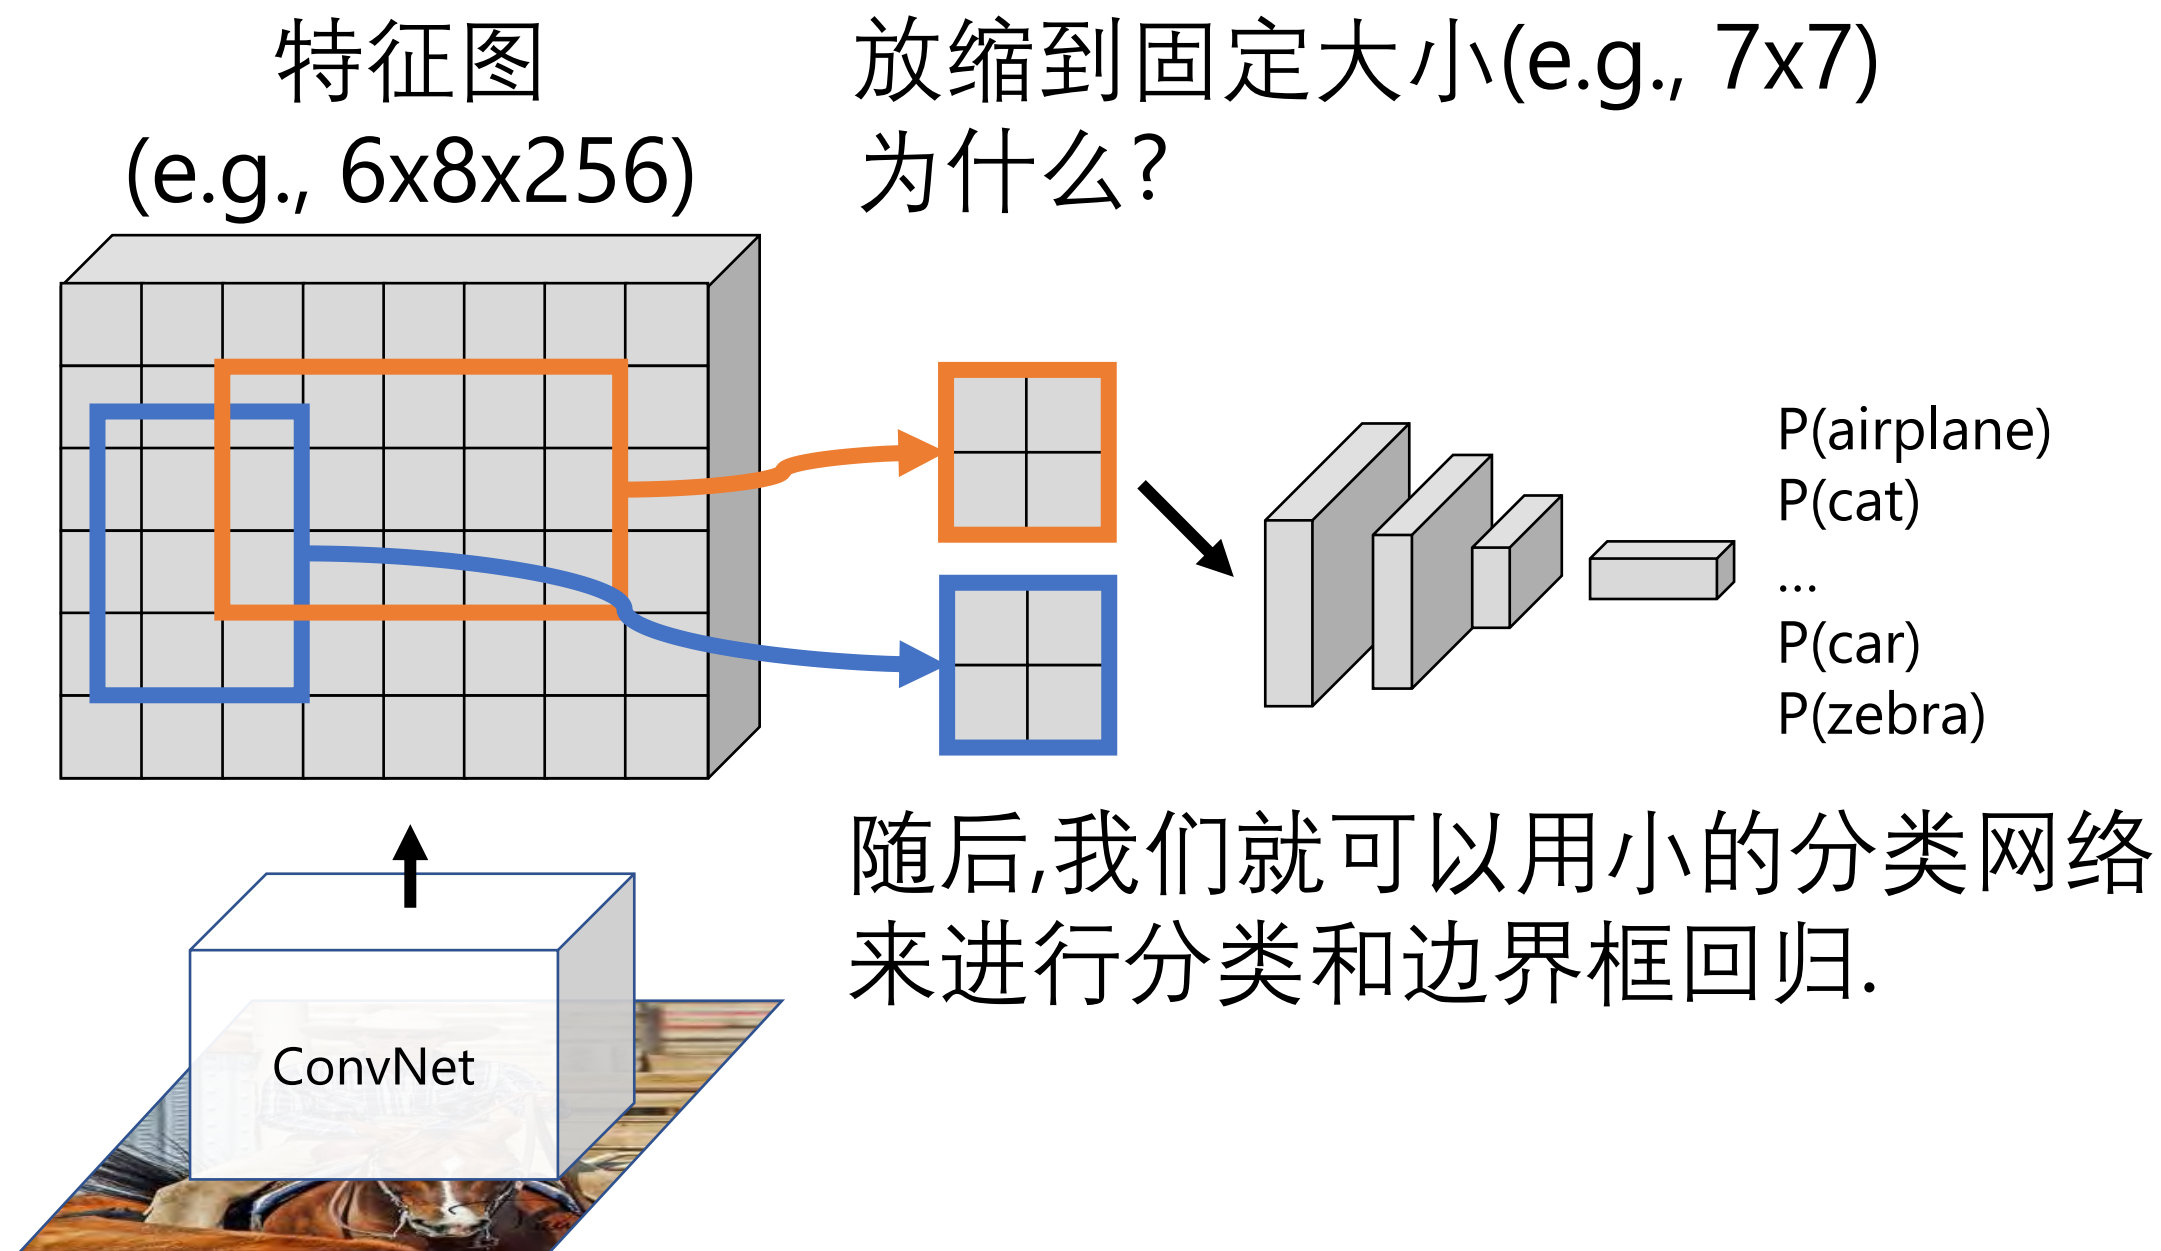 特征图
(e.g., 6x8x256)
放缩到固定大小(e.g., 7x7)
为什么?
P(airplane)
P(cat)
...
P(car)
P(zebra)
随后,我们就可以用小的分类网络
来进行分类和边界框回归.
ConvNet